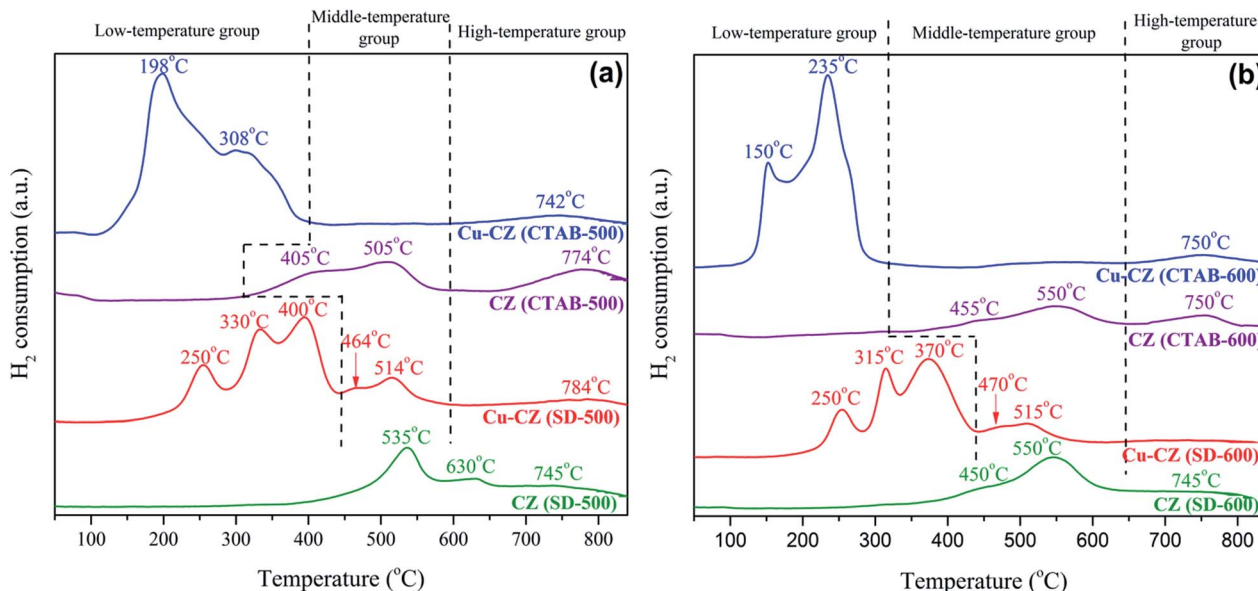 Low-temperature group
Middle-temperature
group
High-temperature group
(a)
198°C
308°C
742°C
Cu-CZ (CTAB-500)
405°C
505°C
774°C
CZ (CTAB-500)
250°C
330°C
400°C
464°C
514°C
784°C
Cu-CZ (SD-500)
535°C
630°C
745°C
CZ (SD-500)
H₂ consumption (a.u.)
100 200 300 400 500 600 700 800
Temperature (°C)
Low-temperature group
Middle-temperature group
High-temperature
group
(b)
150°C
235°C
750°C
Cu-CZ (CTAB-600)
455°C
550°C
750°C
CZ (CTAB-600)
250°C
315°C
370°C
470°C
515°C
Cu-CZ (SD-600)
450°C
550°C
745°C
CZ (SD-600)
H₂ consumption (a.u.)
100 200 300 400 500 600 700 800
Temperature (°C)